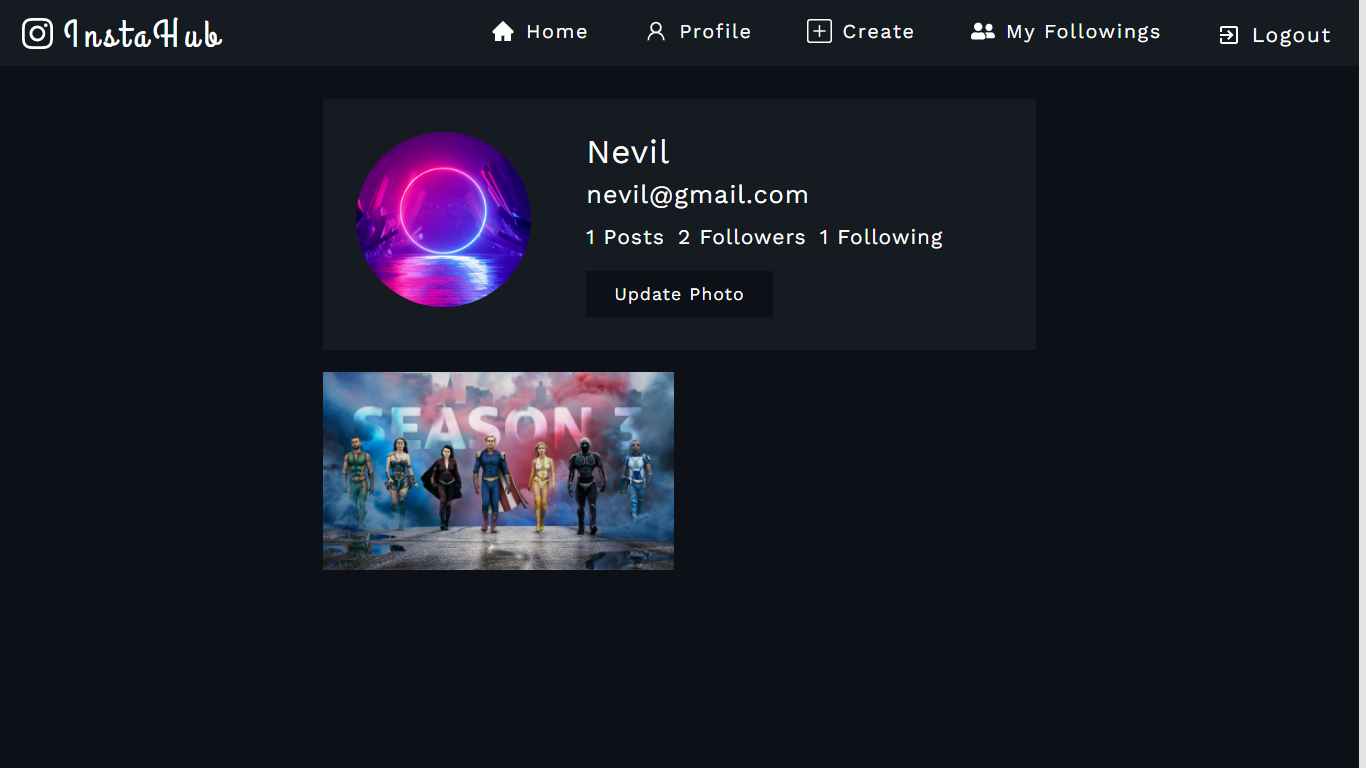 InstaHub Home Profile Create My Followings Logout
Nevil
nevil@gmail.com
1 Posts 2 Followers 1 Following
Update Photo
SEASON 3